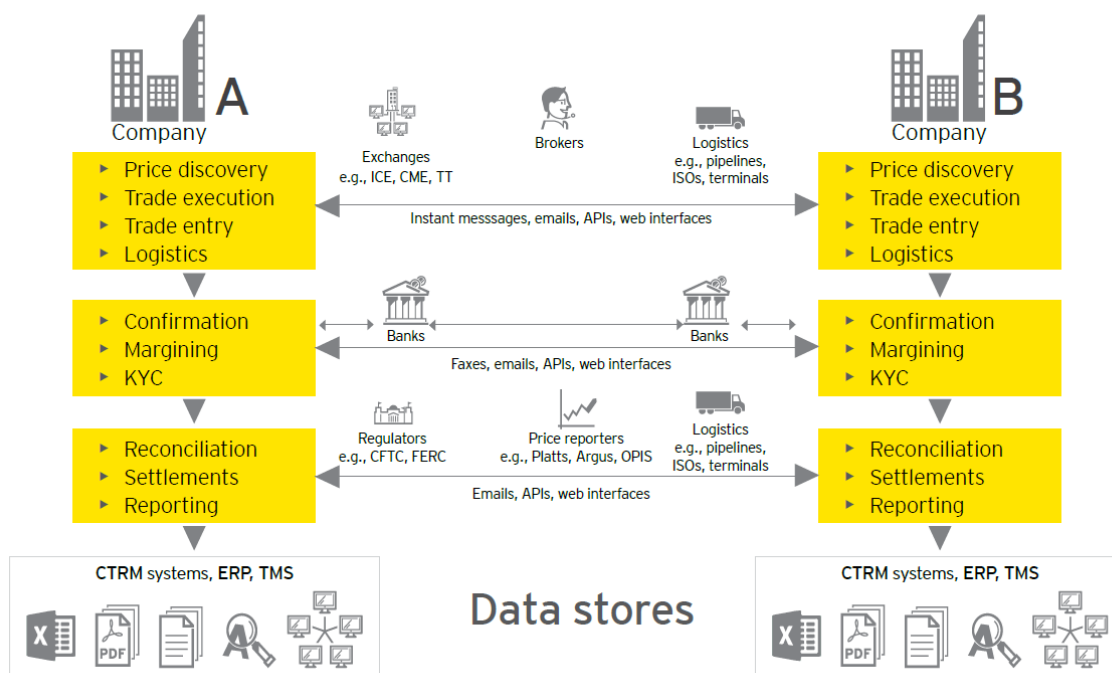 A
B
Company
Company
Exchanges
e.g., ICE, CME, TT
Brokers
Logistics
e.g., pipelines,
ISOs, terminals
▸ Price discovery
▸ Trade execution
▸ Trade entry
▸ Logistics
Instant messsages, emails, APIs, web interfaces
▸ Price discovery
▸ Trade execution
▸ Trade entry
▸ Logistics
▸ Confirmation
▸ Margining
▸ KYC
Banks
Banks
Faxes, emails, APIs, web interfaces
▸ Confirmation
▸ Margining
▸ KYC
Regulators
e.g., CFTC, FERC
Price reporters
e.g., Platts, Argus, OPIS
Logistics
e.g., pipelines,
ISOs, terminals
▸ Reconciliation
▸ Settlements
▸ Reporting
Emails, APIs, web interfaces
▸ Reconciliation
▸ Settlements
▸ Reporting
CTRM systems, ERP, TMS
X
PDF
A
Data stores
CTRM systems, ERP, TMS
X
PDF
A